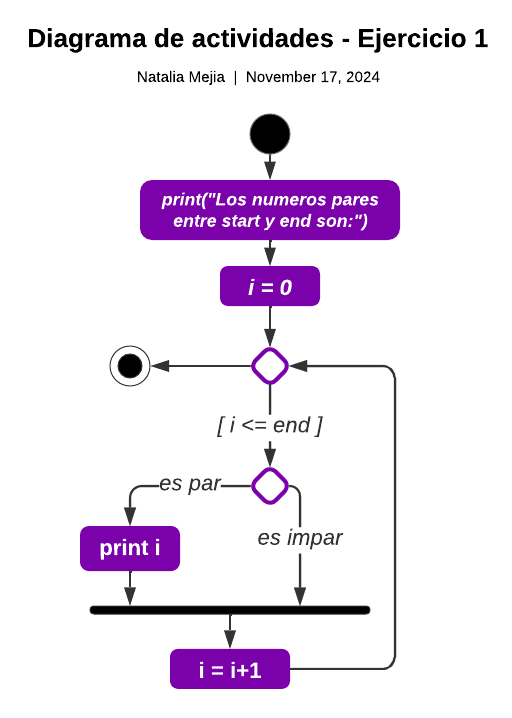 Diagrama de actividades - Ejercicio 1
Natalia Mejia | November 17, 2024
print("Los numeros pares
entre start y end son:")
i = 0
[ i <= end ]
es par
es impar
print i
i = i+1